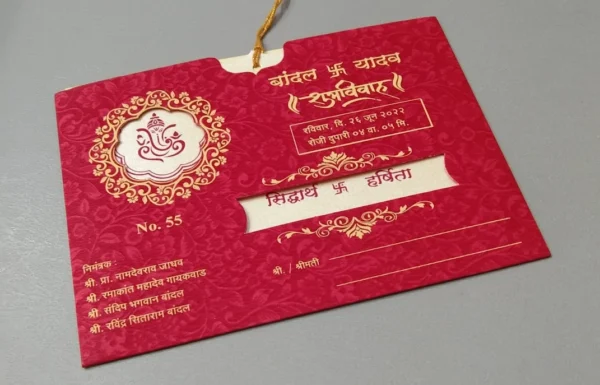 बांदल 卐 यादव
॥ शुभविवाह ॥
रविवार, दि. २६ जून २०२२
रोजी दुपारी ०४ वा. ०५ मि.
सिद्धार्थ 卐 हर्षिता
No. 55
निमंत्रक :
श्री. प्रा. नामदेवराव जाधव
श्री. रमाकांत महादेव गायकवाड
श्री. संदिप भगवान बांदल
श्री. रविंद्र सिताराम बांदल
श्री. / श्रीमती